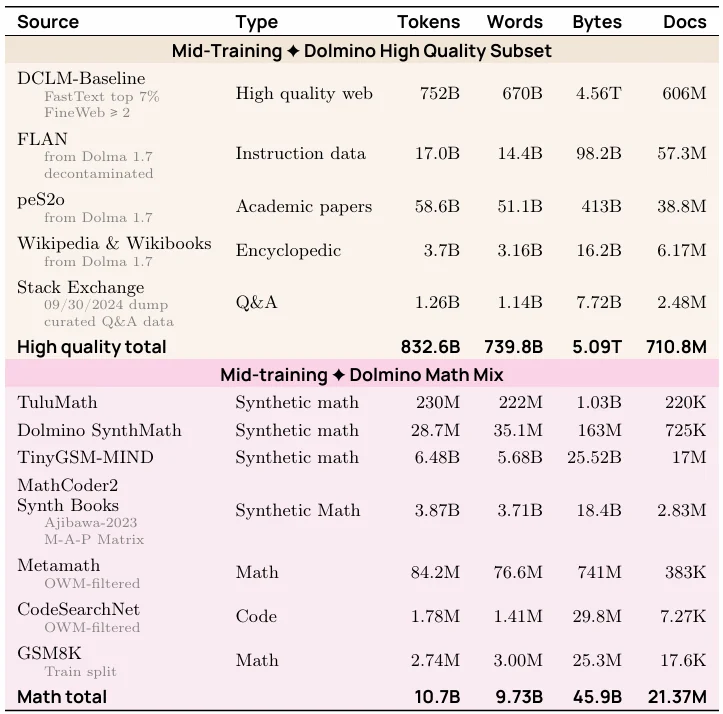 Source Type Tokens Words Bytes Docs
Mid-Training ✦ Dolmino High Quality Subset
DCLM-Baseline
FastText top 7%
FineWeb ⩾ 2
High quality web 752B 670B 4.56T 606M
FLAN
from Dolma 1.7
decontaminated
Instruction data 17.0B 14.4B 98.2B 57.3M
peS2o
from Dolma 1.7
Academic papers 58.6B 51.1B 413B 38.8M
Wikipedia & Wikibooks
from Dolma 1.7
Encyclopedic 3.7B 3.16B 16.2B 6.17M
Stack Exchange
09/30/2024 dump
curated Q&A data
Q&A 1.26B 1.14B 7.72B 2.48M
High quality total 832.6B 739.8B 5.09T 710.8M
Mid-training ✦ Dolmino Math Mix
TuluMath Synthetic math 230M 222M 1.03B 220K
Dolmino SynthMath Synthetic math 28.7M 35.1M 163M 725K
TinyGSM-MIND Synthetic math 6.48B 5.68B 25.52B 17M
MathCoder2
Synth Books
Ajibawa-2023
M-A-P Matrix
Synthetic Math 3.87B 3.71B 18.4B 2.83M
Metamath
OWM-filtered
Math 84.2M 76.6M 741M 383K
CodeSearchNet
OWM-filtered
Code 1.78M 1.41M 29.8M 7.27K
GSM8K
Train split
Math 2.74M 3.00M 25.3M 17.6K
Math total 10.7B 9.73B 45.9B 21.37M